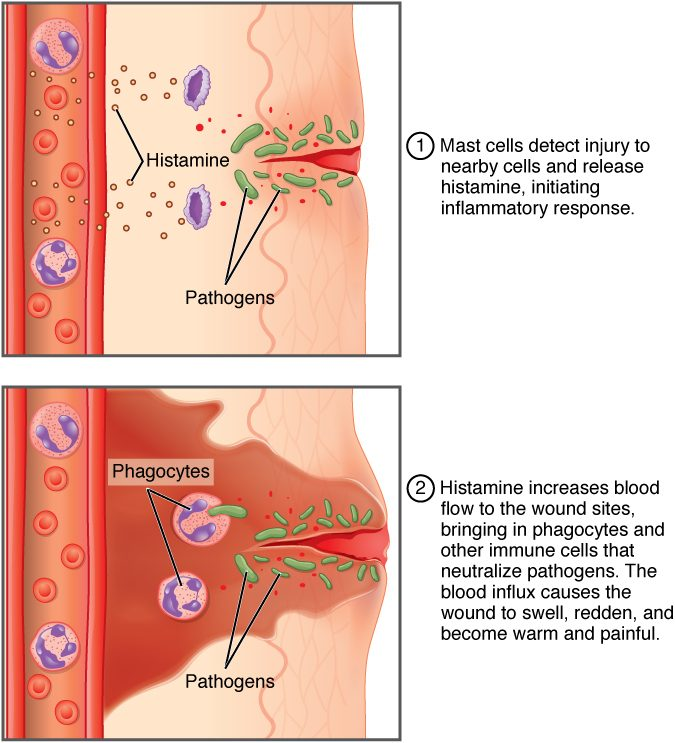 Histamine
Pathogens
1 Mast cells detect injury to
nearby cells and release
histamine, initiating
inflammatory response.
Phagocytes
Pathogens
2 Histamine increases blood
flow to the wound sites,
bringing in phagocytes and
other immune cells that
neutralize pathogens. The
blood influx causes the
wound to swell, redden, and
become warm and painful.